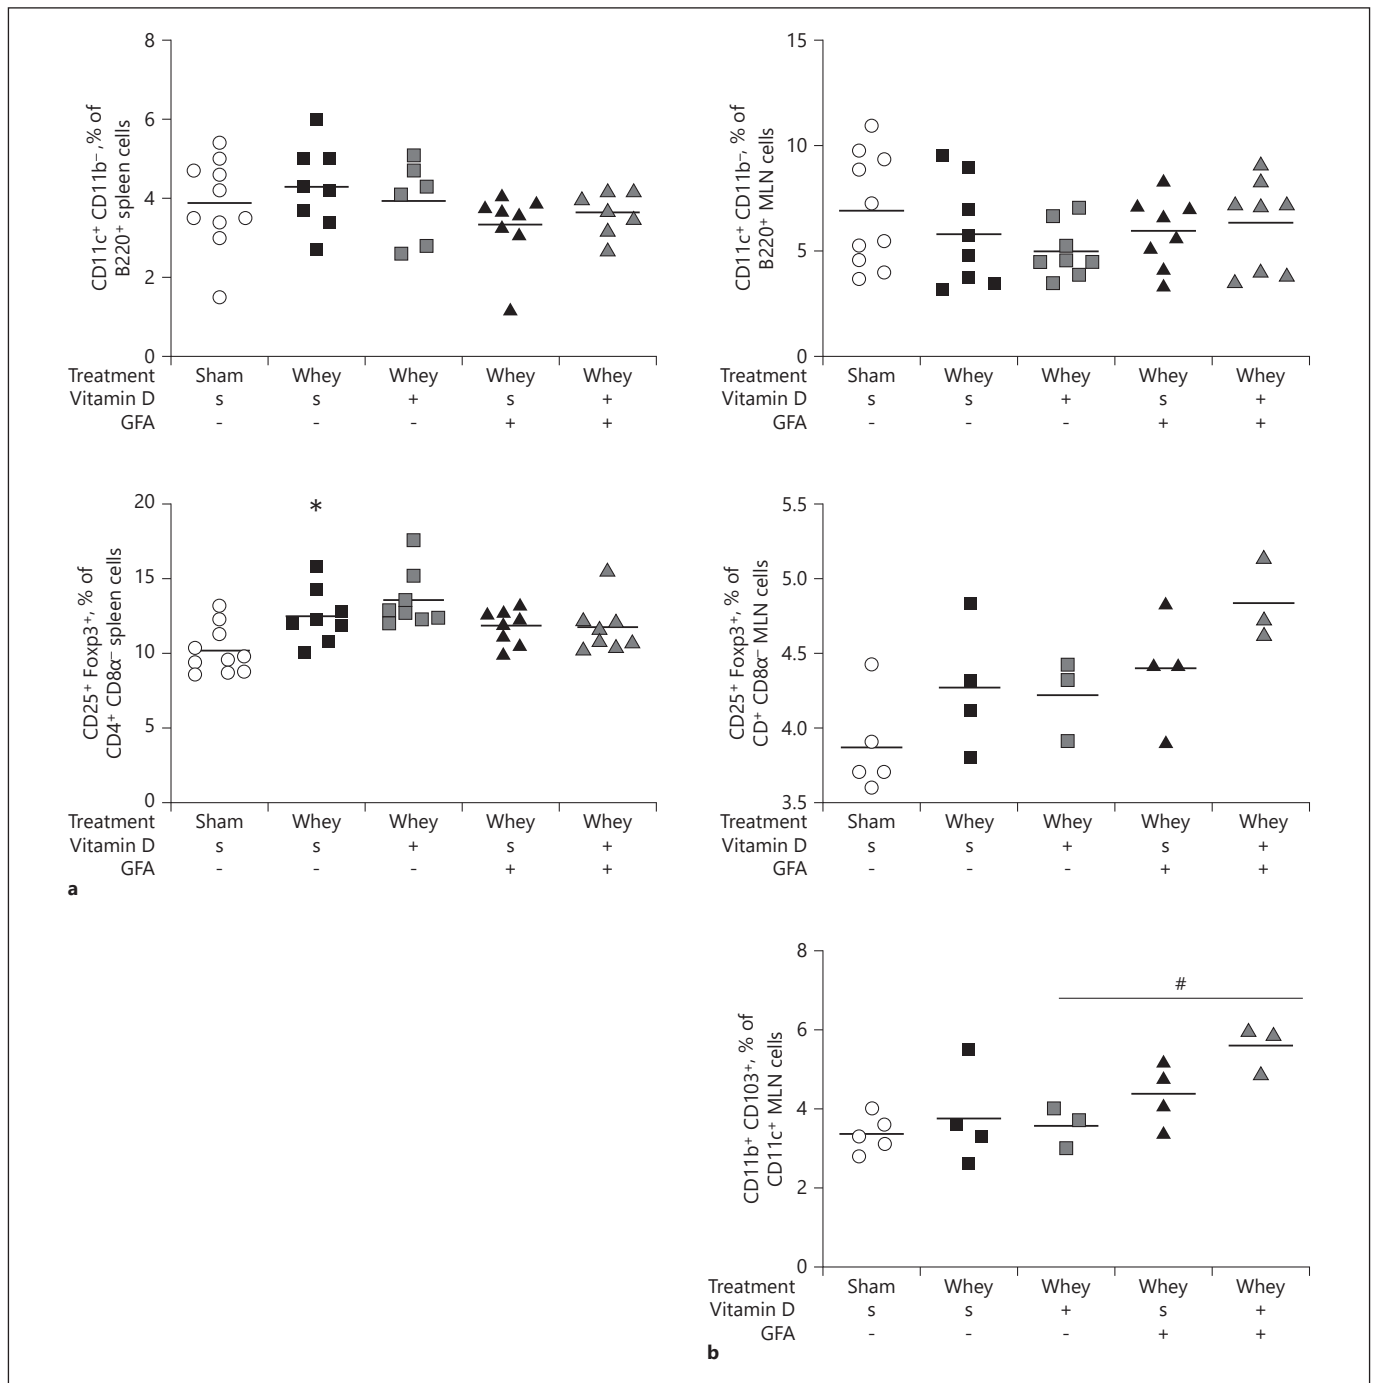 CD11c⁺ CD11b⁻, % of
B220⁺ spleen cells
8
6
4
2
0
Treatment Sham Whey Whey Whey Whey
Vitamin D s s + s +
GFA - - - + +
CD11c⁺ CD11b⁻, % of
B220⁺ MLN cells
15
10
5
0
Treatment Sham Whey Whey Whey Whey
Vitamin D s s + s +
GFA - - - + +
CD25⁺ Foxp3⁺, % of
CD4⁺ CD8α⁻ spleen cells
20
15
10
5
0
*
Treatment Sham Whey Whey Whey Whey
Vitamin D s s + s +
GFA - - - + +
a
CD25⁺ Foxp3⁺, % of
CD⁺ CD8α⁻ MLN cells
5.5
5.0
4.5
4.0
3.5
Treatment Sham Whey Whey Whey Whey
Vitamin D s s + s +
GFA - - - + +
CD11b⁺ CD103⁺, % of
CD11c⁺ MLN cells
8
6
4
2
0
#
Treatment Sham Whey Whey Whey Whey
Vitamin D s s + s +
GFA - - - + +
b